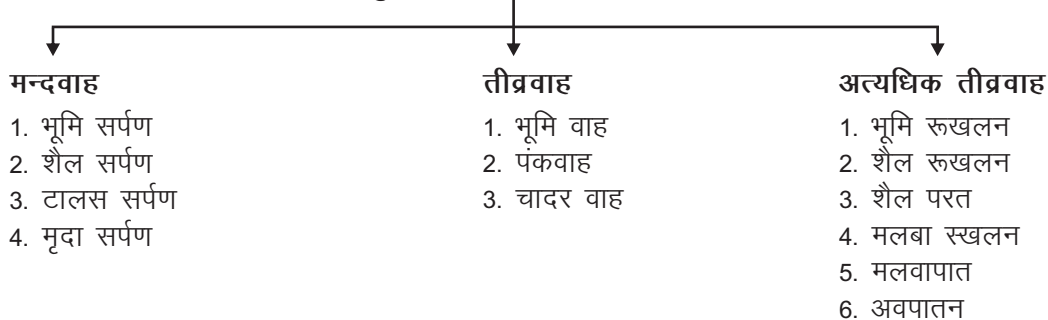 मन्दवाह
1. भूमि सर्पण
2. शैल सर्पण
3. टालस सर्पण
4. मृदा सर्पण
तीव्रवाह
1. भूमि वाह
2. पंकवाह
3. चादर वाह
अत्यधिक तीव्रवाह
1. भूमि रूखलन
2. शैल रूखलन
3. शैल परत
4. मलबा स्खलन
5. मलवापात
6. अवपातन